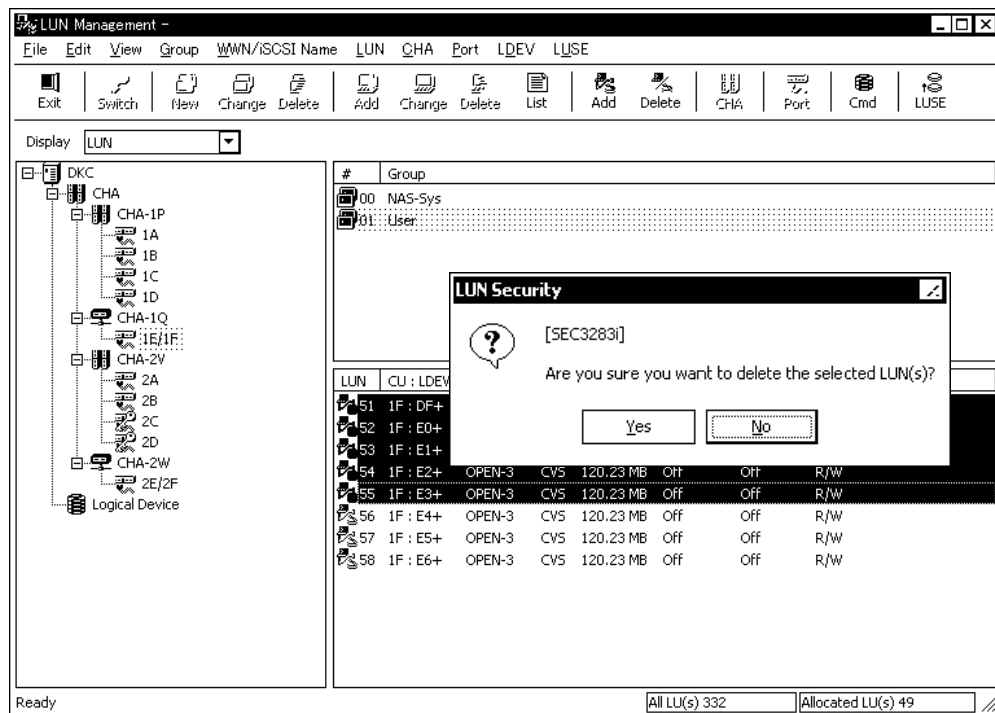 LUN Management -
File Edit View Group WWN/iSCSI Name LUN CHA Port LDEV LUSE
Exit Switch New Change Delete Add Change Delete List Add Delete CHA Port Cmd LUSE
Display LUN
DKC
CHA
CHA-1P
1A
1B
1C
1D
CHA-1Q
1E/1F
CHA-2V
2A
2B
2C
2D
CHA-2W
2E/2F
Logical Device
# Group
00 NAS-Sys
01 User
LUN Security
[SEC3283i]
Are you sure you want to delete the selected LUN(s)?
Yes No
LUN CU : LDEV
51 1F : DF+
52 1F : E0+
53 1F : E1+
54 1F : E2+ OPEN-3 CVS 120.23 MB Off Off R/W
55 1F : E3+ OPEN-3 CVS 120.23 MB Off Off R/W
56 1F : E4+ OPEN-3 CVS 120.23 MB Off Off R/W
57 1F : E5+ OPEN-3 CVS 120.23 MB Off Off R/W
58 1F : E6+ OPEN-3 CVS 120.23 MB Off Off R/W
Ready All LU(s) 332 Allocated LU(s) 49